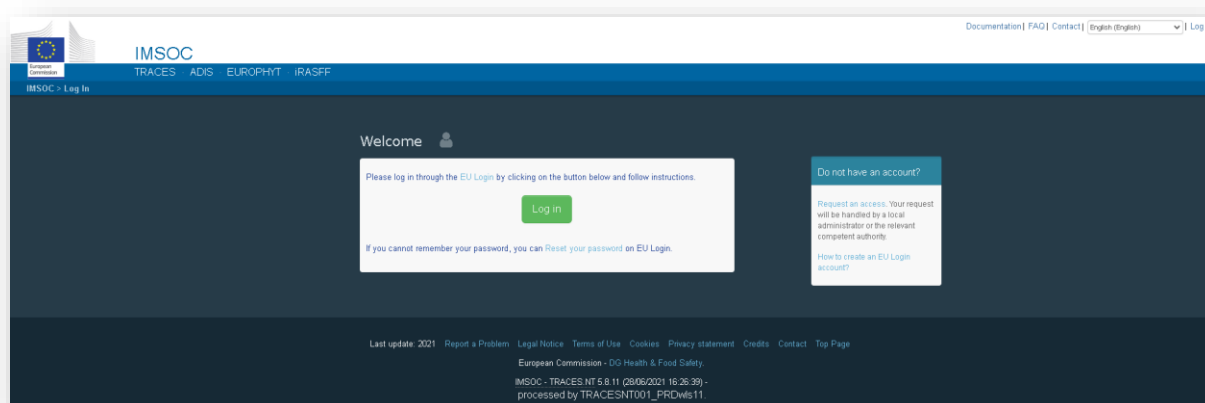 Documentation| FAQ| Contact| English (English) | Log
European
Commission
IMSOC
TRACES · ADIS · EUROPHYT · iRASFF
IMSOC > Log In
Welcome
Please log in through the EU Login by clicking on the button below and follow instructions.
Log in
If you cannot remember your password, you can Reset your password on EU Login.
Do not have an account?
Request an access. Your request
will be handled by a local
administrator or the relevant
competent authority.
How to create an EU Login
account?
Last update: 2021 Report a Problem Legal Notice Terms of Use Cookies Privacy statement Credits Contact Top Page
European Commission - DG Health & Food Safety.
IMSOC - TRACES.NT 5.8.11 (28/06/2021 16:26:39) -
processed by TRACESNT001_PRDwls11.